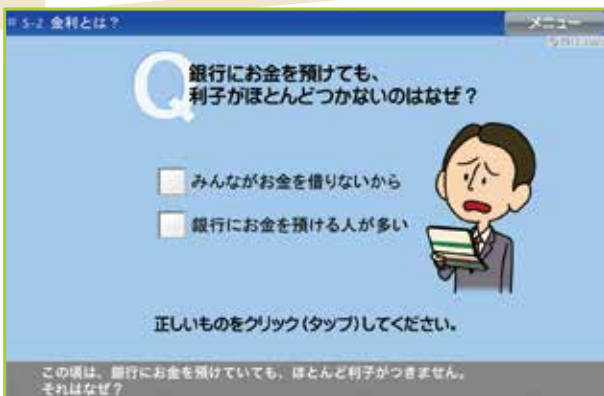 5-2 金利とは？
メニュー
Q 銀行にお金を預けても、
利子がほとんどつかないのはなぜ？
みんながお金を借りないから
銀行にお金を預ける人が多い
正しいものをクリック（タップ）してください。
この頃は、銀行にお金を預けていても、ほとんど利子がつきません。
それはなぜ？